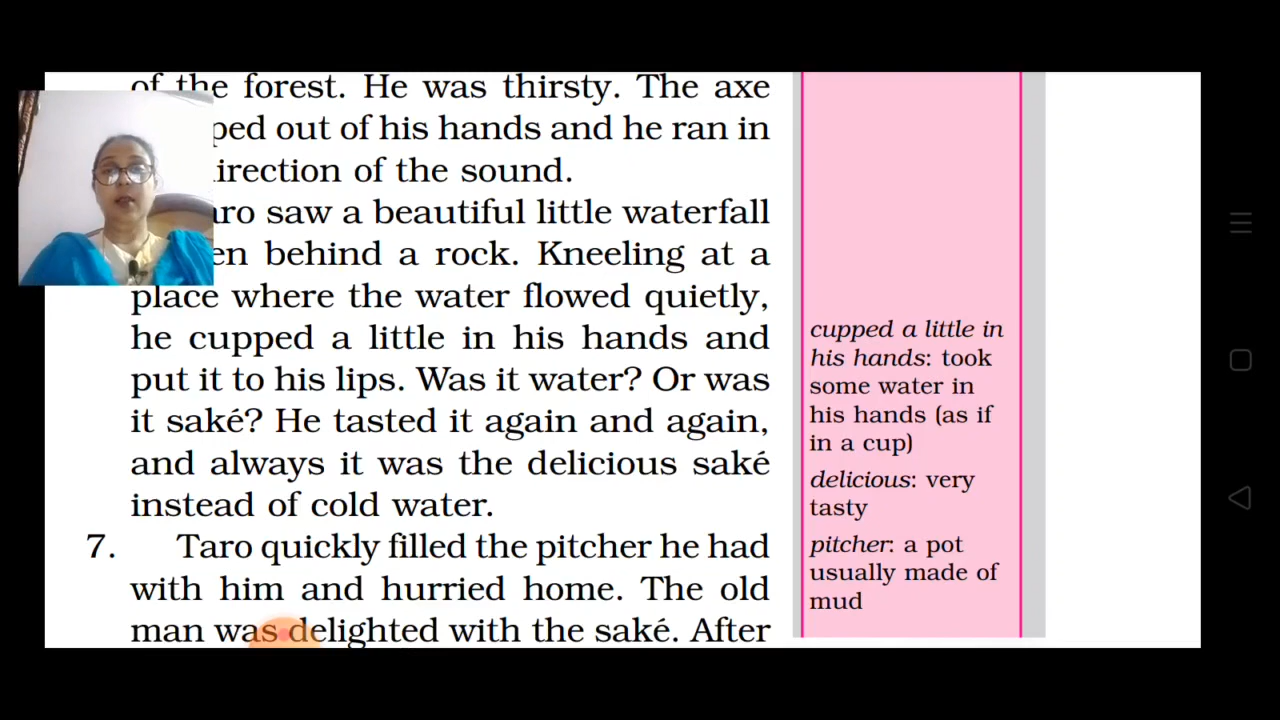 of the forest. He was thirsty. The axe
ped out of his hands and he ran in
irection of the sound.
aro saw a beautiful little waterfall
en behind a rock. Kneeling at a
place where the water flowed quietly,
he cupped a little in his hands and
put it to his lips. Was it water? Or was
it saké? He tasted it again and again,
and always it was the delicious saké
instead of cold water.
7. Taro quickly filled the pitcher he had
with him and hurried home. The old
man was delighted with the saké. After
cupped a little in
his hands: took
some water in
his hands (as if
in a cup)
delicious: very
tasty
pitcher: a pot
usually made of
mud